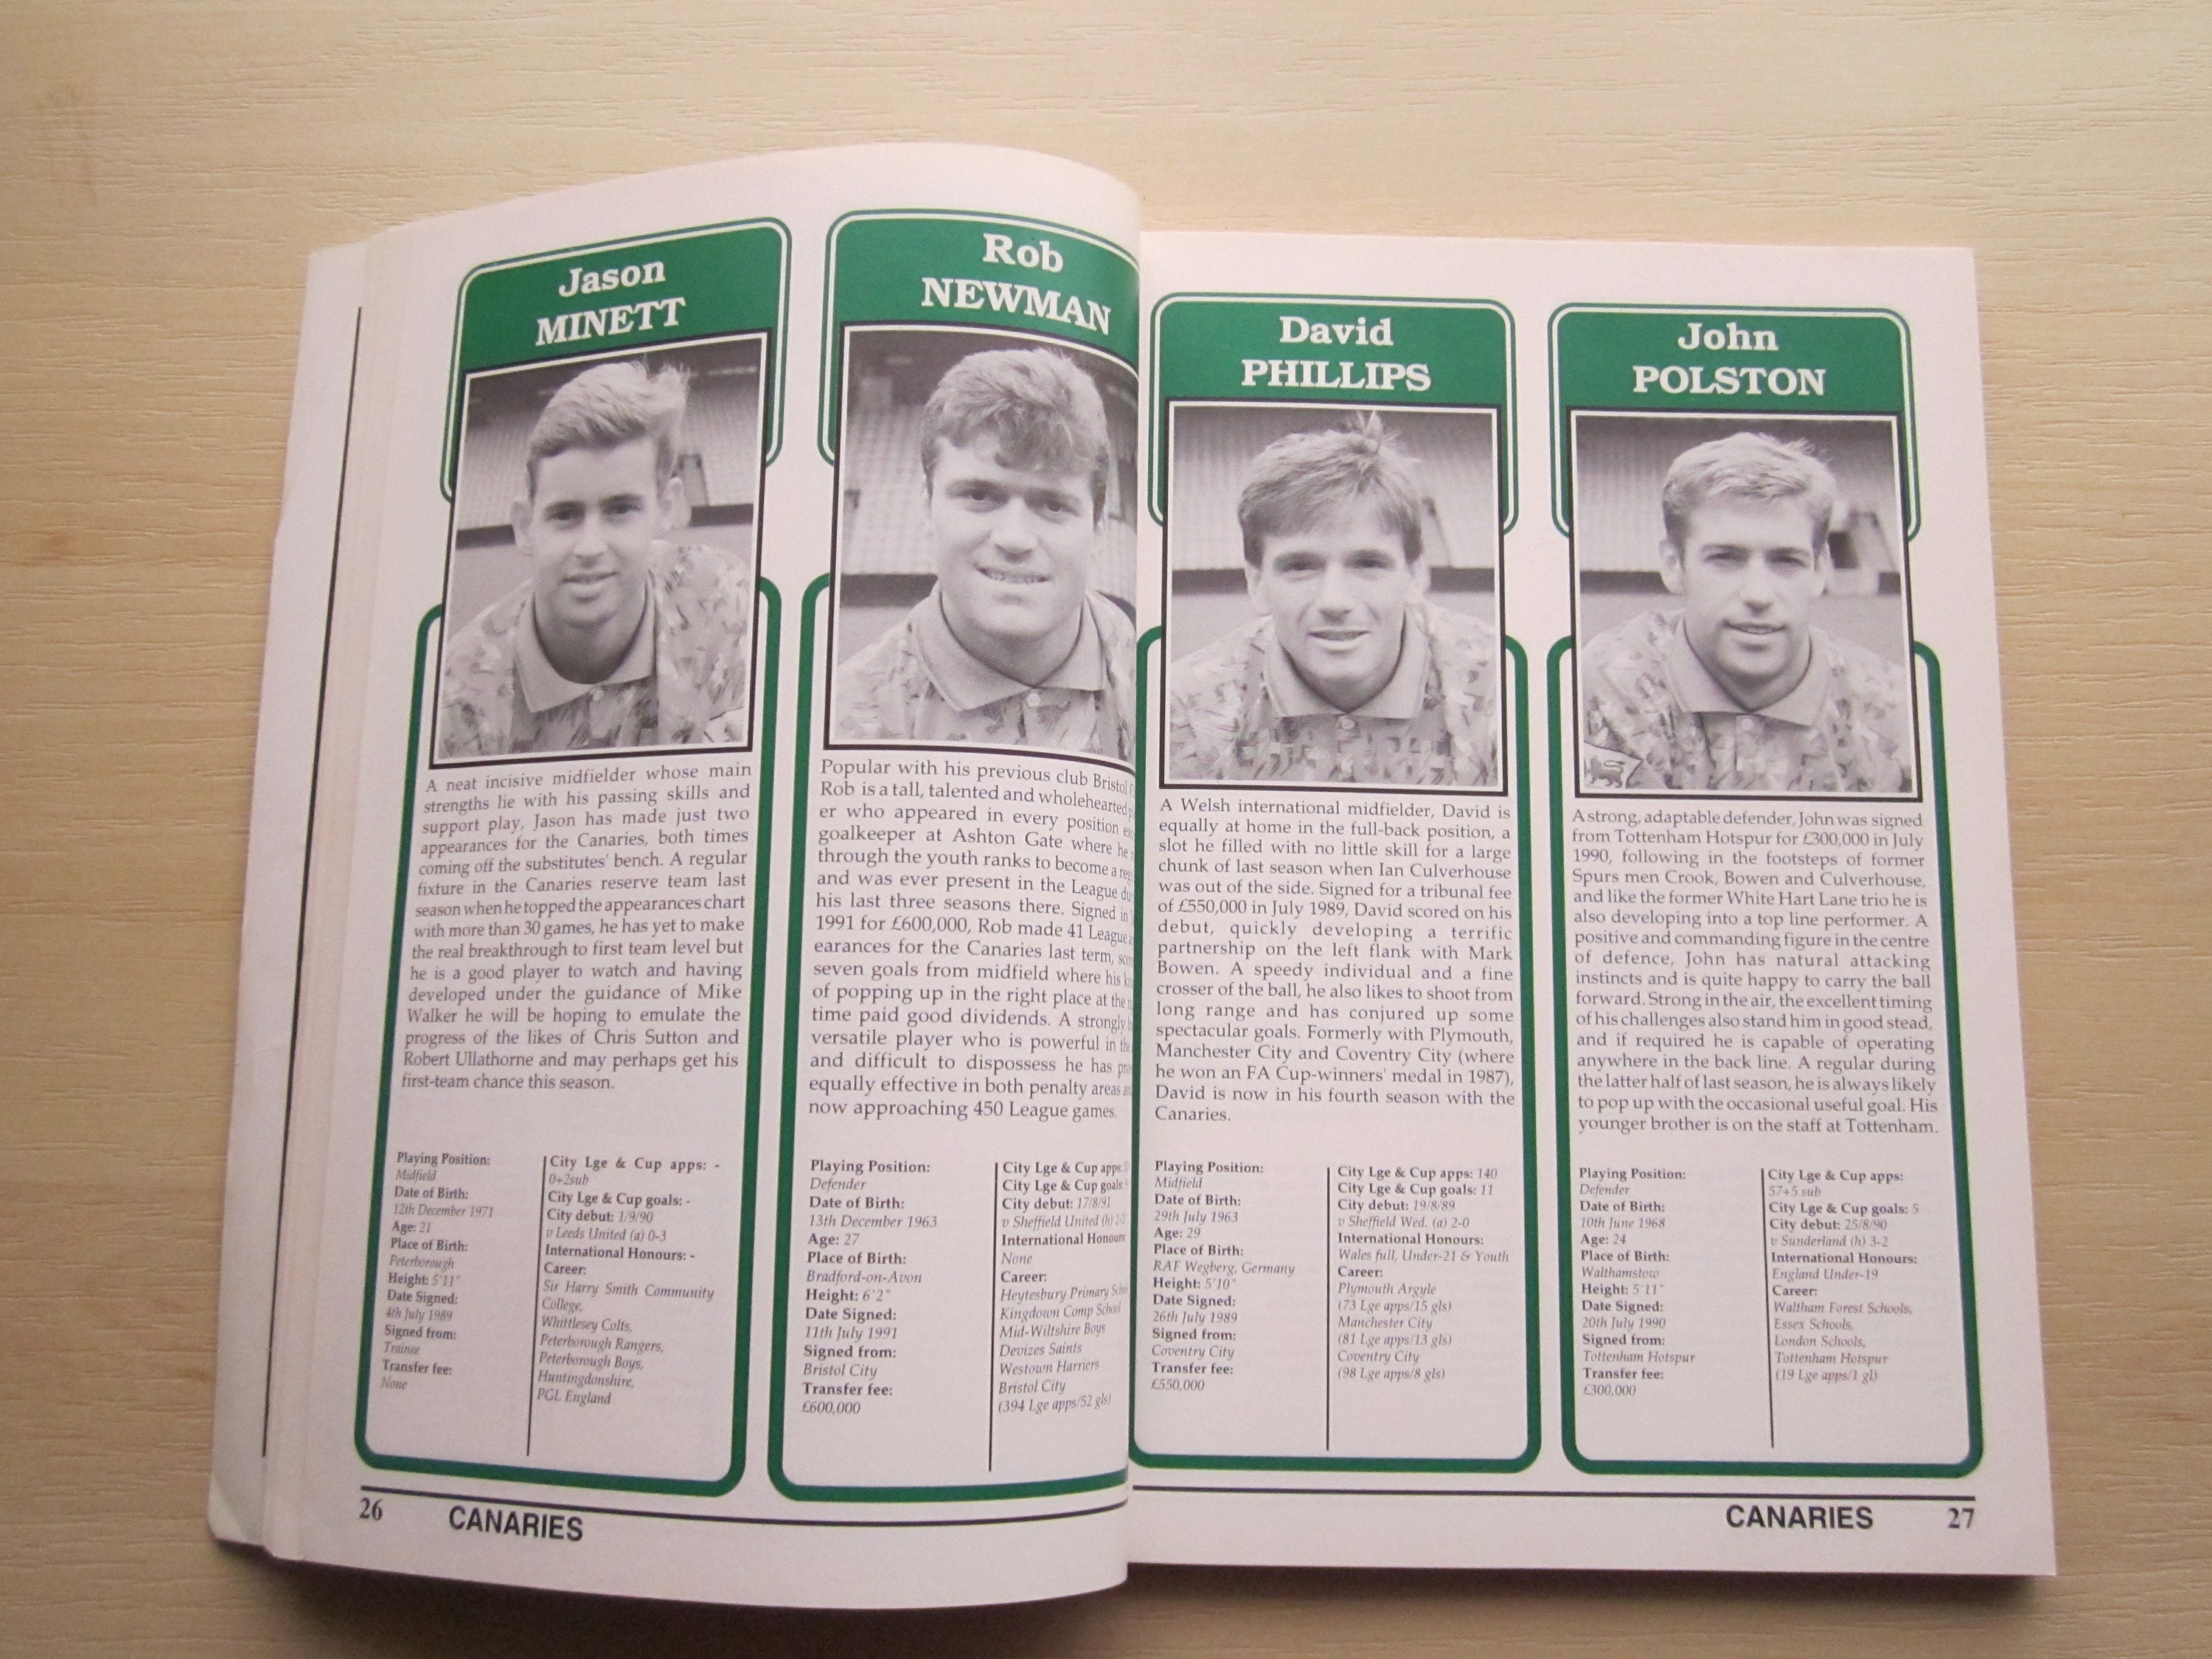 Jason
MINETT
A neat incisive midfielder whose main
strengths lie with his passing skills and
support play, Jason has made just two
appearances for the Canaries, both times
coming off the substitutes' bench. A regular
fixture in the Canaries reserve team last
season when he topped the appearances chart
with more than 30 games, he has yet to make
the real breakthrough to first team level but
he is a good player to watch and having
developed under the guidance of Mike
Walker he will be hoping to emulate the
progress of the likes of Chris Sutton and
Robert Ullathorne and may perhaps get his
first-team chance this season.
Playing Position:
Midfield
Date of Birth:
12th December 1971
Age: 21
Place of Birth:
Peterborough
Height: 5'11"
Date Signed:
4th July 1989
Signed from:
Trainee
Transfer fee:
None
City Lge & Cup apps: -
0+2sub
City Lge & Cup goals: -
City debut: 1/9/90
v Leeds United (a) 0-3
International Honours: -
Career:
Sir Harry Smith Community
College,
Whittlesey Colts,
Peterborough Rangers,
Peterborough Boys,
Huntingdonshire,
PGL England
Rob
NEWMAN
Popular with his previous club Bristol
Rob is a tall, talented and wholehearted
er who appeared in every position
goalkeeper at Ashton Gate where he
through the youth ranks to become a
and was ever present in the League
his last three seasons there. Signed in
1991 for £600,000, Rob made 41 League
earances for the Canaries last term,
seven goals from midfield where his
of popping up in the right place at the
time paid good dividends. A strongly
versatile player who is powerful in the
and difficult to dispossess he has
equally effective in both penalty areas
now approaching 450 League games.
Playing Position:
Defender
Date of Birth:
13th December 1963
Age: 27
Place of Birth:
Bradford-on-Avon
Height: 6'2"
Date Signed:
11th July 1991
Signed from:
Bristol City
Transfer fee:
£600,000
City Lge & Cup apps
City Lge & Cup goals
City debut: 17/8/91
v Sheffield United (h)
International Honours
None
Career:
Heytesbury Primary
Kingdown Comp School
Mid-Wiltshire Boys
Devizes Saints
Westown Harriers
Bristol City
(394 Lge apps/52 gls)
26 CANARIES
David
PHILLIPS
A Welsh international midfielder, David is
equally at home in the full-back position, a
slot he filled with no little skill for a large
chunk of last season when Ian Culverhouse
was out of the side. Signed for a tribunal fee
of £550,000 in July 1989, David scored on his
debut, quickly developing a terrific
partnership on the left flank with Mark
Bowen. A speedy individual and a fine
crosser of the ball, he also likes to shoot from
long range and has conjured up some
spectacular goals. Formerly with Plymouth,
Manchester City and Coventry City (where
he won an FA Cup-winners' medal in 1987),
David is now in his fourth season with the
Canaries.
Playing Position:
Midfield
Date of Birth:
29th July 1963
Age: 29
Place of Birth:
RAF Wegberg, Germany
Height: 5'10"
Date Signed:
26th July 1989
Signed from:
Coventry City
Transfer fee:
£550,000
City Lge & Cup apps: 140
City Lge & Cup goals: 11
City debut: 19/8/89
v Sheffield Wed. (a) 2-0
International Honours:
Wales full, Under-21 & Youth
Career:
Plymouth Argyle
(73 Lge apps/15 gls)
Manchester City
(81 Lge apps/13 gls)
Coventry City
(98 Lge apps/8 gls)
John
POLSTON
A strong, adaptable defender, John was signed
from Tottenham Hotspur for £300,000 in July
1990, following in the footsteps of former
Spurs men Crook, Bowen and Culverhouse,
and like the former White Hart Lane trio he is
also developing into a top line performer. A
positive and commanding figure in the centre
of defence, John has natural attacking
instincts and is quite happy to carry the ball
forward. Strong in the air, the excellent timing
of his challenges also stand him in good stead,
and if required he is capable of operating
anywhere in the back line. A regular during
the latter half of last season, he is always likely
to pop up with the occasional useful goal. His
younger brother is on the staff at Tottenham.
Playing Position:
Defender
Date of Birth:
10th June 1968
Age: 24
Place of Birth:
Walthamstow
Height: 5'11"
Date Signed:
20th July 1990
Signed from:
Tottenham Hotspur
Transfer fee:
£300,000
City Lge & Cup apps:
57+5 sub
City Lge & Cup goals: 5
City debut: 25/8/90
v Sunderland (h) 3-2
International Honours:
England Under-19
Career:
Waltham Forest Schools,
Essex Schools,
London Schools,
Tottenham Hotspur
(19 Lge apps/1 gl)
CANARIES 27